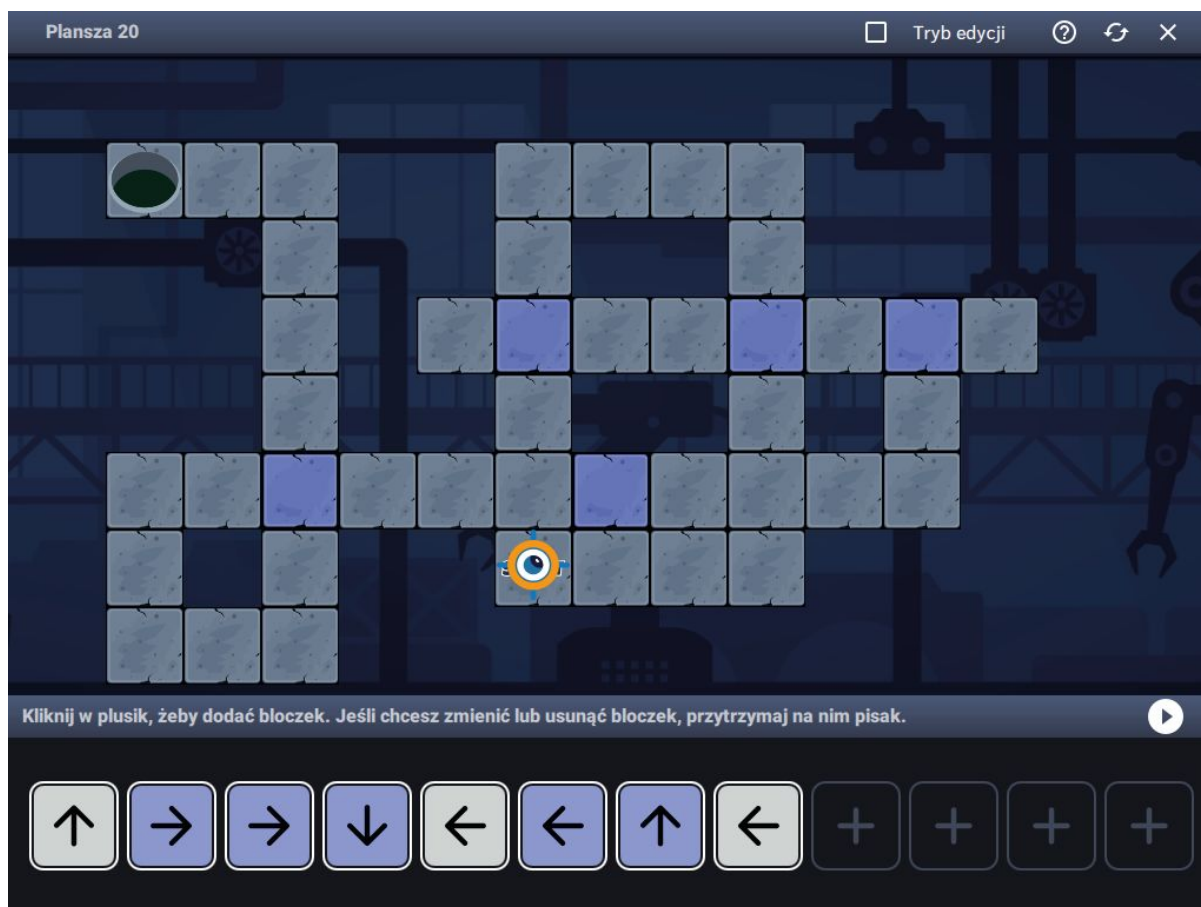 Plansza 20
Tryb edycji
Kliknij w plusik, żeby dodać bloczek. Jeśli chcesz zmienić lub usunąć bloczek, przytrzymaj na nim pisak.